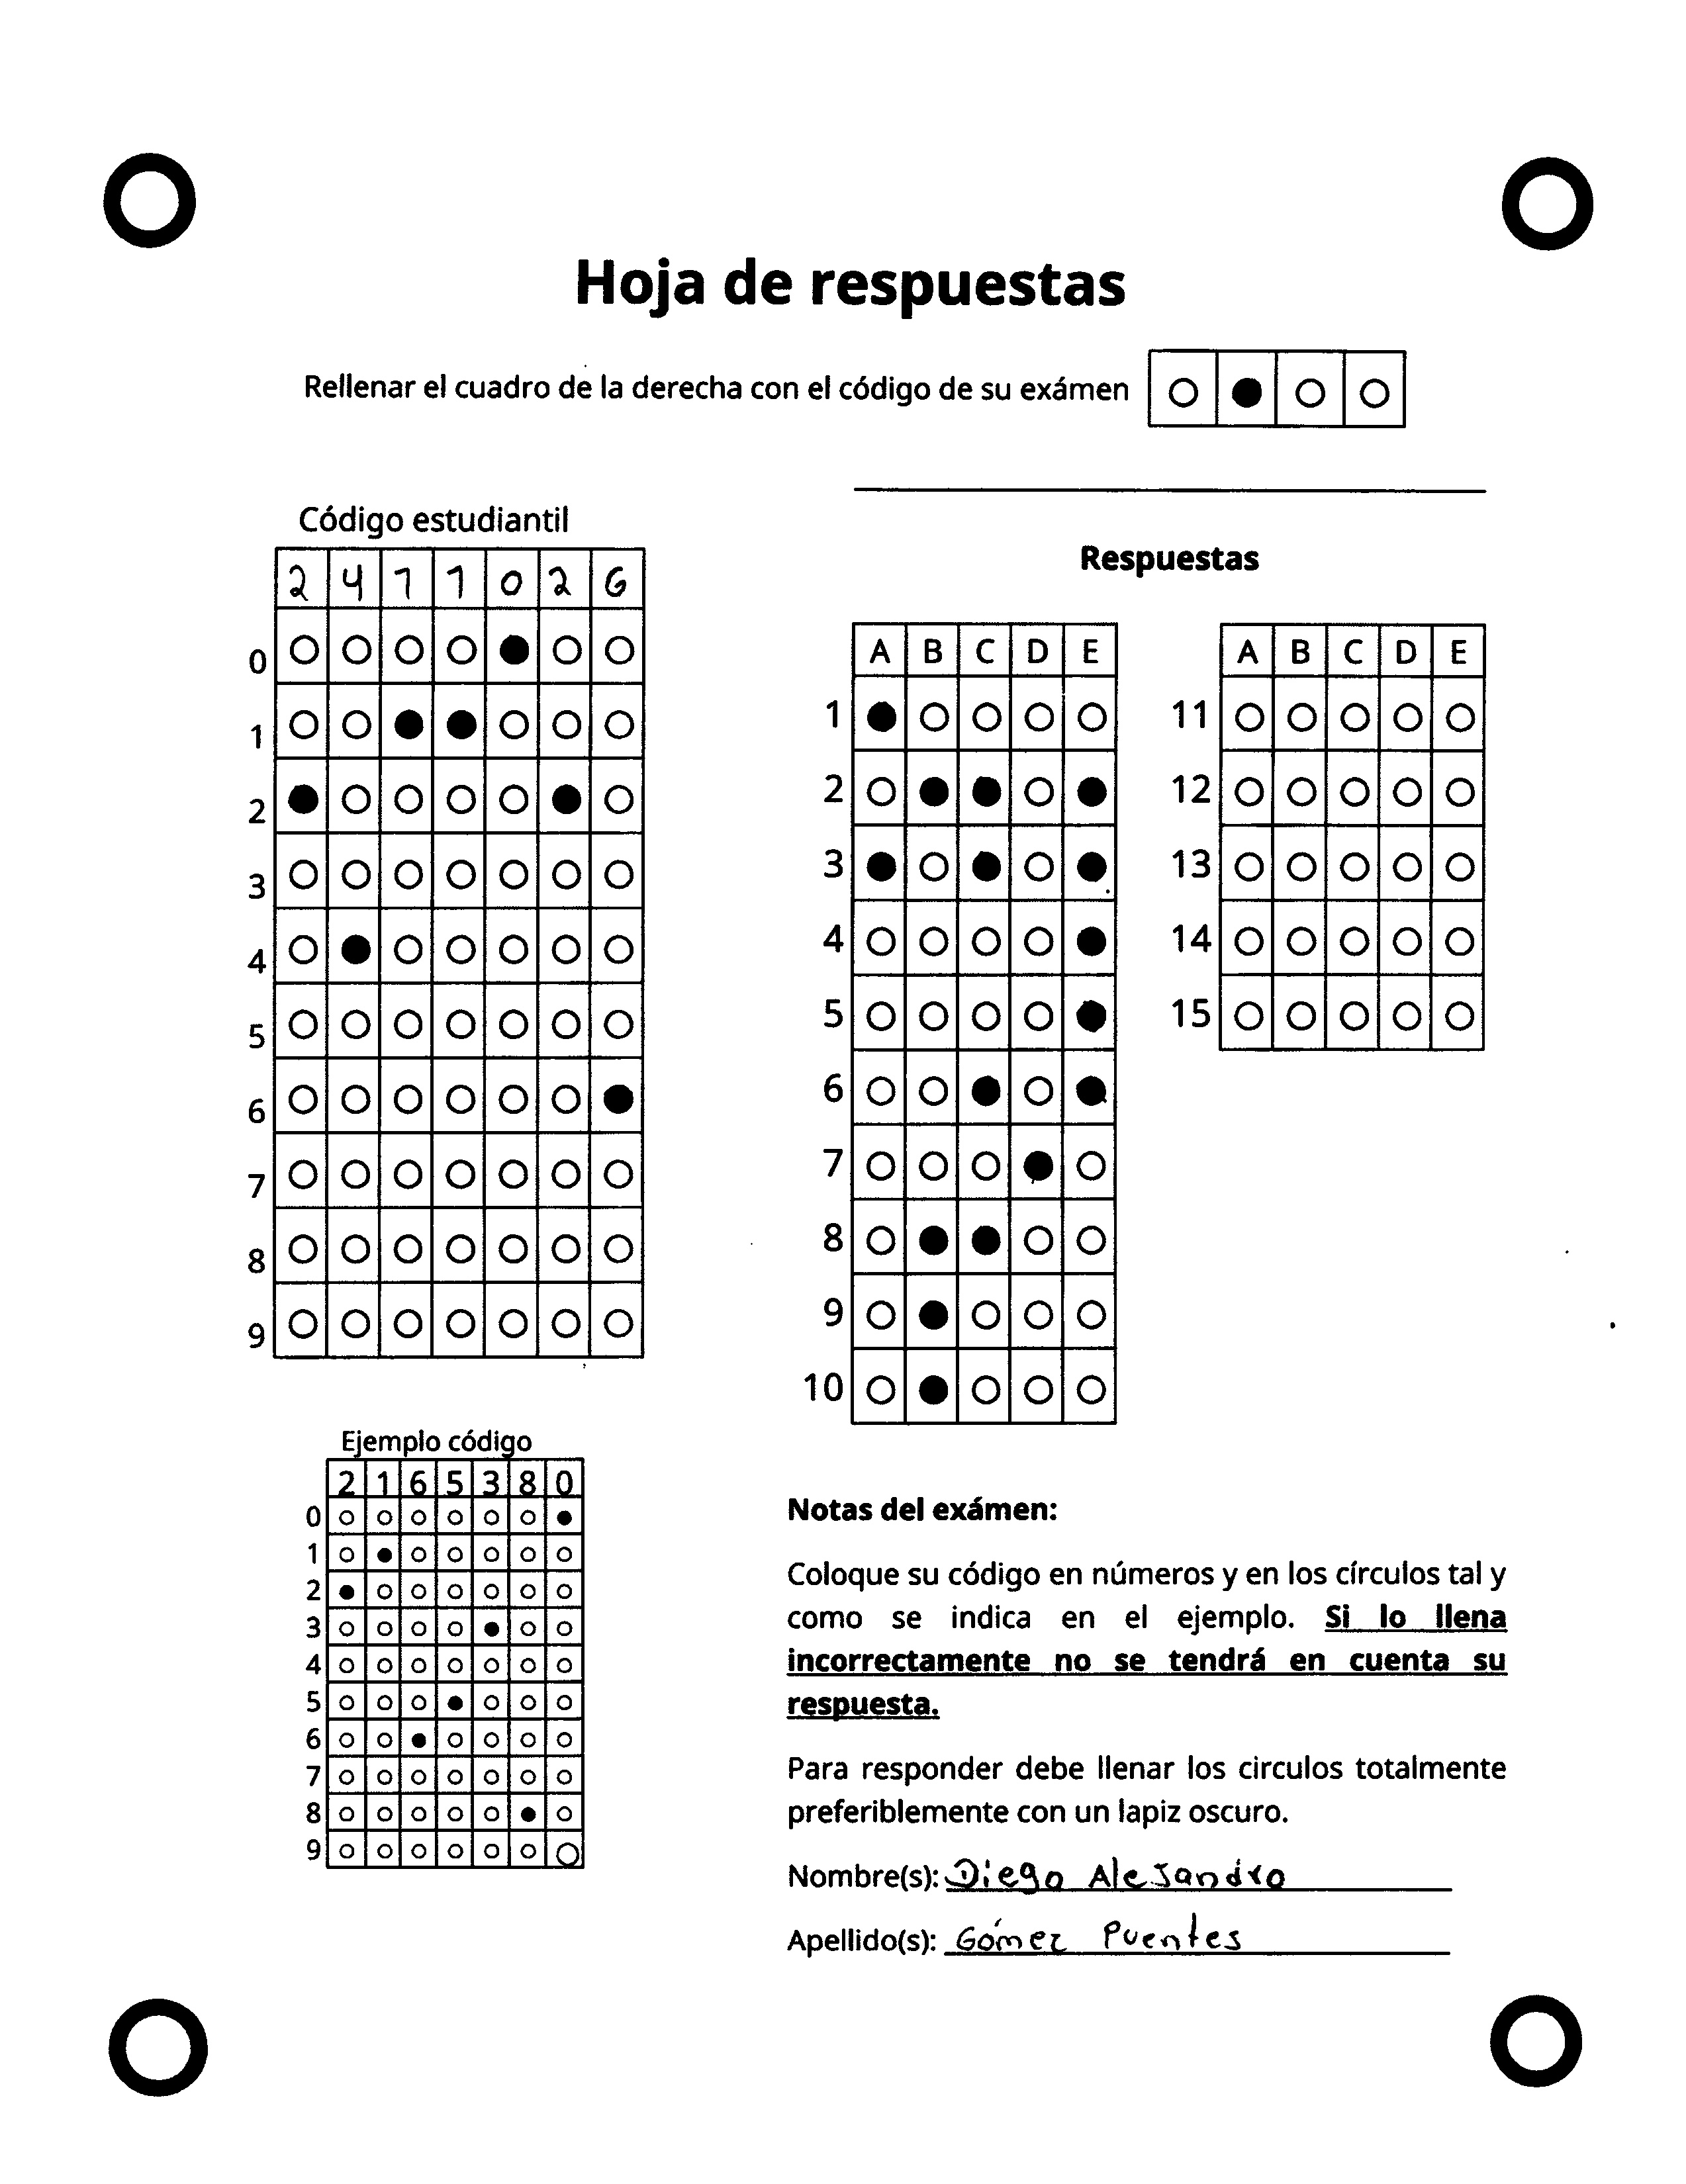 Hoja de respuestas
Rellenar el cuadro de la derecha con el código de su exámen
Código estudiantil
2 4 1 1 0 2 6
0
1
2
3
4
5
6
7
8
9
Respuestas
A B C D E
1
2
3
4
5
6
7
8
9
10
A B C D E
11
12
13
14
15
Ejemplo código
2 1 6 5 3 8 0
0
1
2
3
4
5
6
7
8
9
Notas del exámen:
Coloque su código en números y en los círculos tal y
como se indica en el ejemplo. Si lo llena
incorrectamente no se tendrá en cuenta su
respuesta.
Para responder debe llenar los circulos totalmente
preferiblemente con un lapiz oscuro.
Nombre(s): Diego Alejandro
Apellido(s): Gómez Puentes